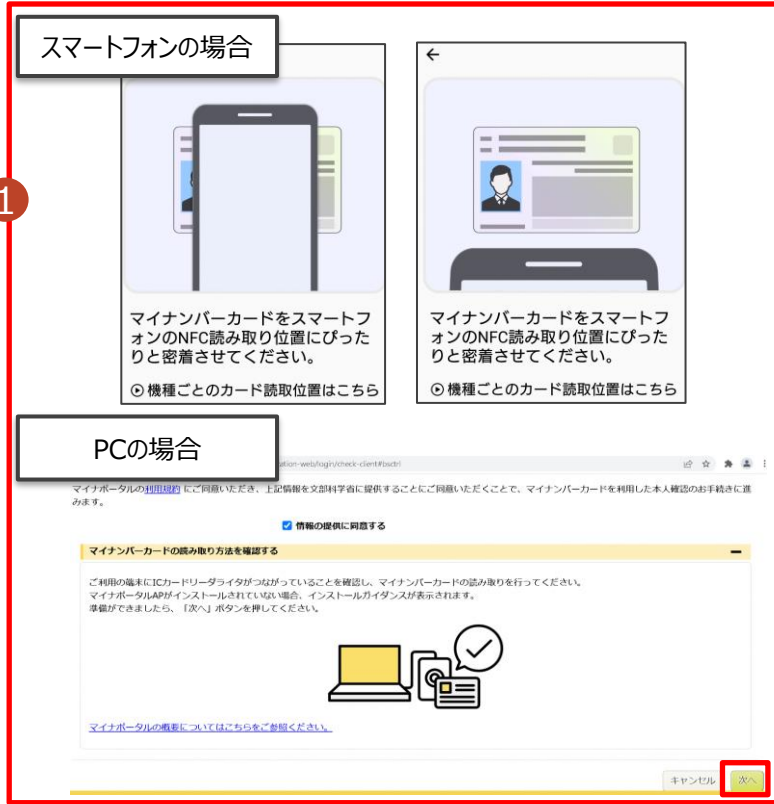 スマートフォンの場合
1
マイナンバーカードをスマートフ
ォンのNFC読み取り位置にぴった
りと密着させてください。
機種ごとのカード読取位置はこちら
マイナンバーカードをスマートフ
ォンのNFC読み取り位置にぴった
りと密着させてください。
機種ごとのカード読取位置はこちら
PCの場合
ation-web/login/check-client#bsctrl
マイナポータルの利用規約 にご同意いただき、上記情報を文部科学省に提供することにご同意いただくことで、マイナンバーカードを利用した本人確認のお手続きに進
みます。
情報の提供に同意する
マイナンバーカードの読み取り方法を確認する
ご利用の端末にICカードリーダライタがつながっていることを確認し、マイナンバーカードの読み取りを行ってください。
マイナポータルAPがインストールされていない場合、インストールガイダンスが表示されます。
準備ができましたら、「次へ」ボタンを押してください。
マイナポータルの概要についてはこちらをご参照ください。
キャンセル
次へ